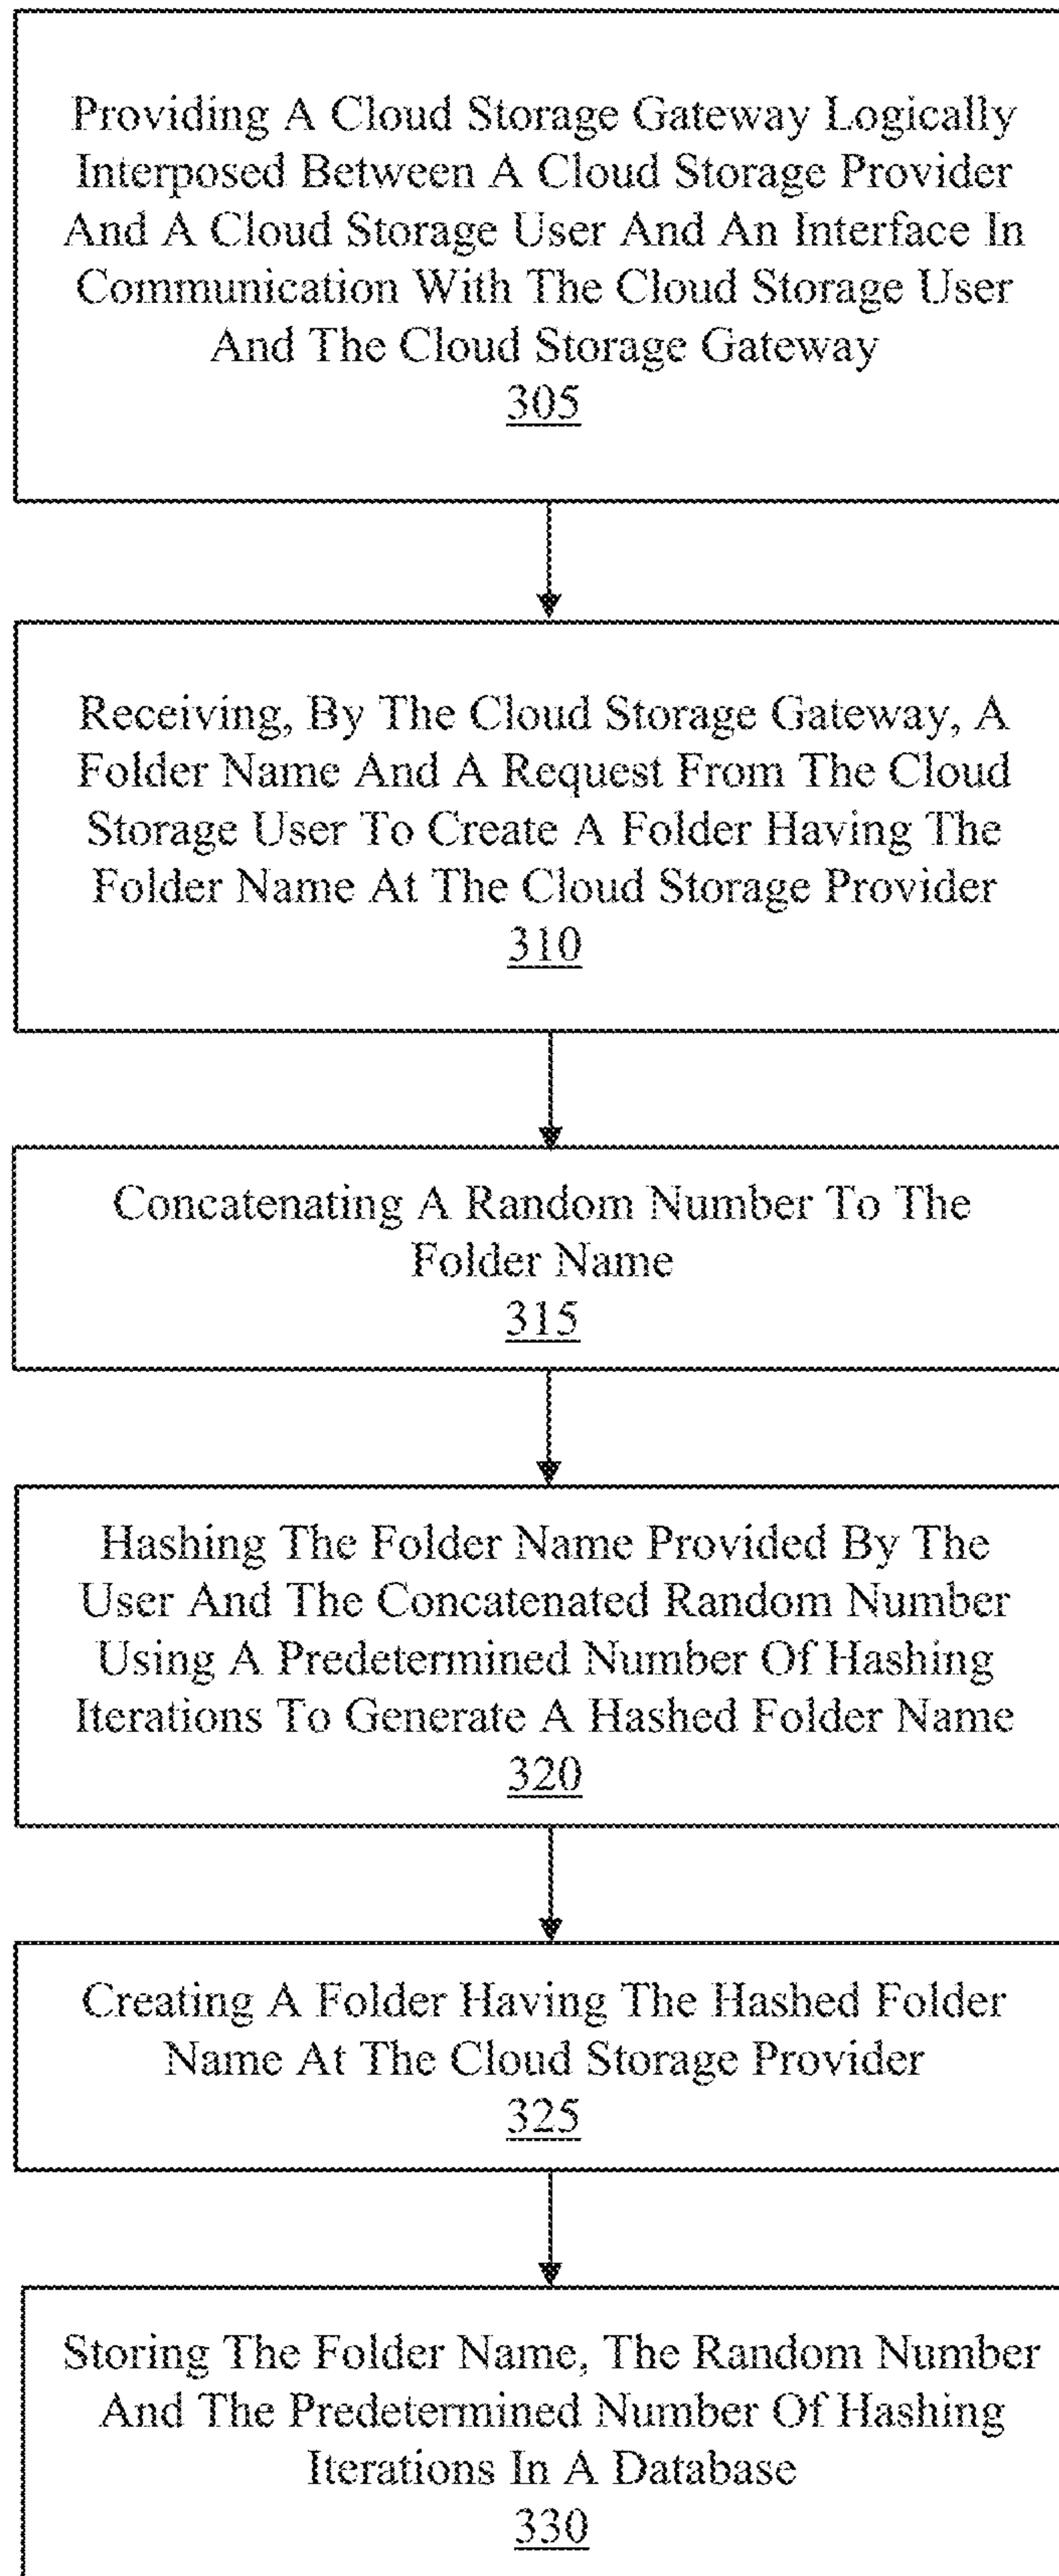 Providing A Cloud Storage Gateway Logically
Interposed Between A Cloud Storage Provider
And A Cloud Storage User And An Interface In
Communication With The Cloud Storage User
And The Cloud Storage Gateway
305
Receiving, By The Cloud Storage Gateway, A
Folder Name And A Request From The Cloud
Storage User To Create A Folder Having The
Folder Name At The Cloud Storage Provider
310
Concatenating A Random Number To The
Folder Name
315
Hashing The Folder Name Provided By The
User And The Concatenated Random Number
Using A Predetermined Number Of Hashing
Iterations To Generate A Hashed Folder Name
320
Creating A Folder Having The Hashed Folder
Name At The Cloud Storage Provider
325
Storing The Folder Name, The Random Number
And The Predetermined Number Of Hashing
Iterations In A Database
330